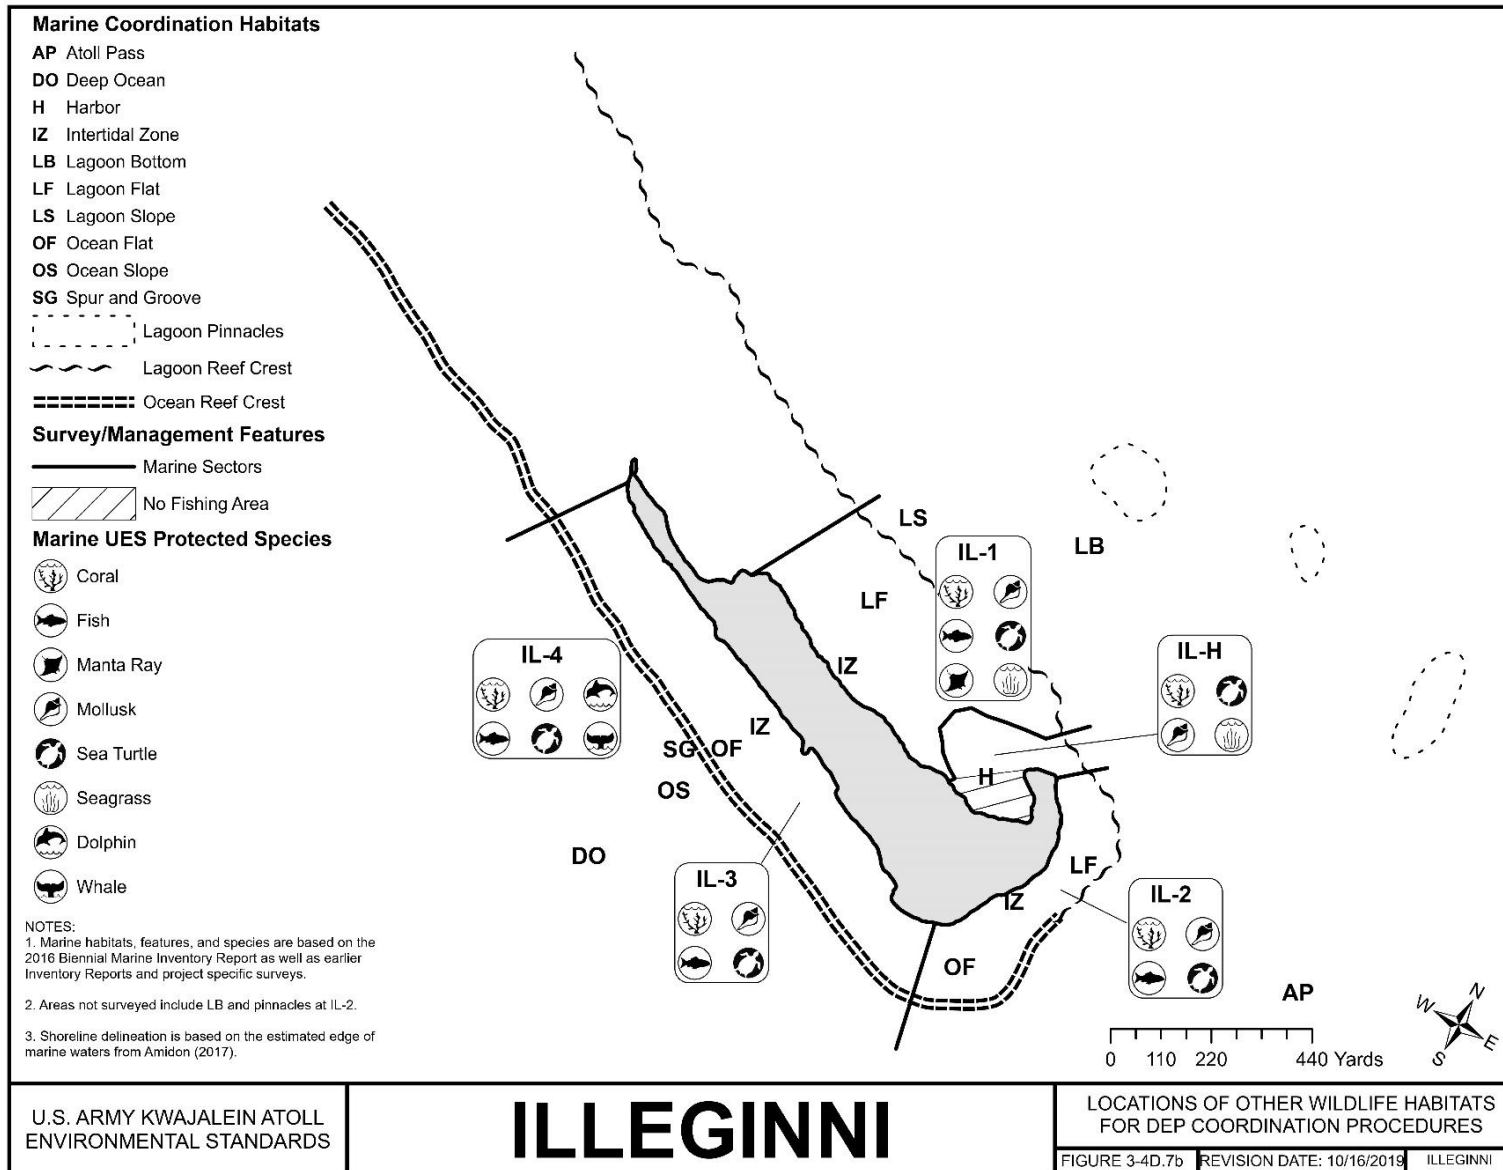 Marine Coordination Habitats
AP Atoll Pass
DO Deep Ocean
H Harbor
IZ Intertidal Zone
LB Lagoon Bottom
LF Lagoon Flat
LS Lagoon Slope
OF Ocean Flat
OS Ocean Slope
SG Spur and Groove
Lagoon Pinnacles
Lagoon Reef Crest
Ocean Reef Crest
Survey/Management Features
Marine Sectors
No Fishing Area
Marine UES Protected Species
Coral
Fish
Manta Ray
Mollusk
Sea Turtle
Seagrass
Dolphin
Whale
NOTES:
1. Marine habitats, features, and species are based on the
2016 Biennial Marine Inventory Report as well as earlier
Inventory Reports and project specific surveys.
2. Areas not surveyed include LB and pinnacles at IL-2.
3. Shoreline delineation is based on the estimated edge of
marine waters from Amidon (2017).
LS
LB
IL-1
LF
IZ
IL-H
IL-4
IZ
SG OF
OS
H
DO
LF
IL-3
IL-2
IZ
OF
AP
N
W
E
S
0 110 220 440 Yards
U.S. ARMY KWAJALEIN ATOLL
ENVIRONMENTAL STANDARDS
ILLEGINNI
LOCATIONS OF OTHER WILDLIFE HABITATS
FOR DEP COORDINATION PROCEDURES
FIGURE 3-4D.7b REVISION DATE: 10/16/2019 ILLEGINNI